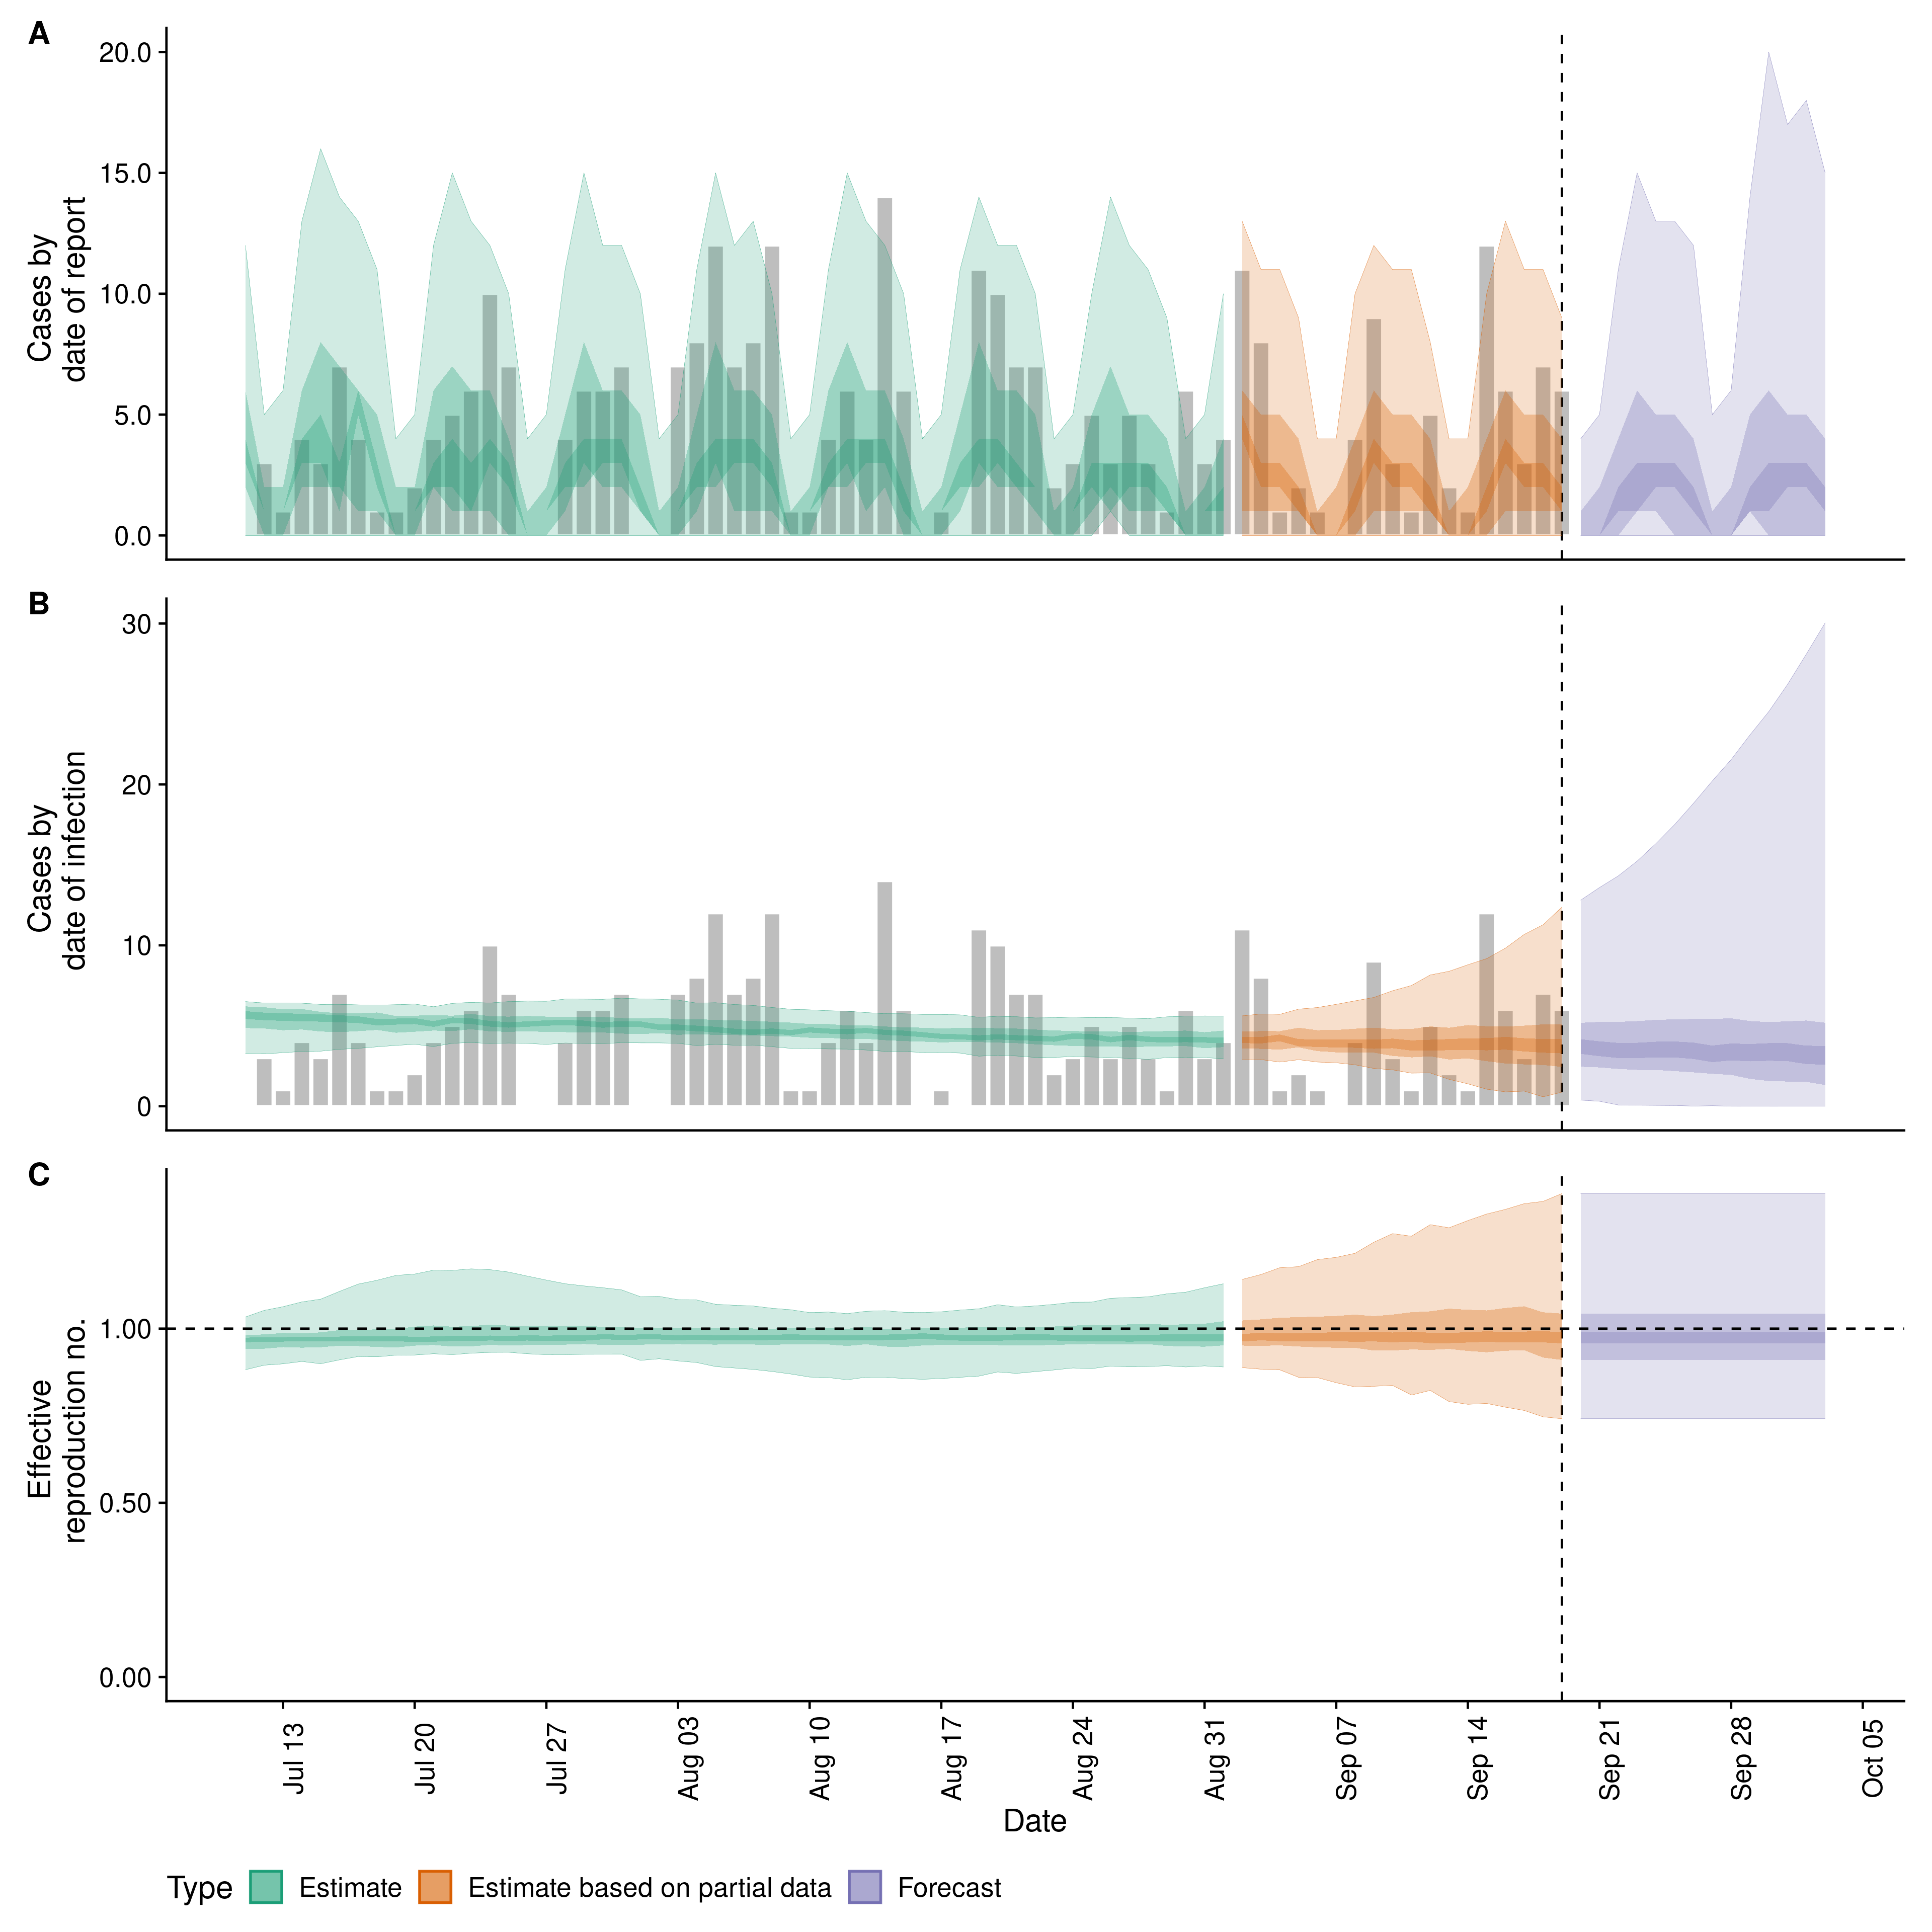 A
Cases by
date of report
20.0
15.0
10.0
5.0
0.0
B
Cases by
date of infection
30
20
10
0
C
Effective
reproduction no.
1.00
0.50
0.00
Jul 13
Jul 20
Jul 27
Aug 03
Aug 10
Aug 17
Aug 24
Aug 31
Sep 07
Sep 14
Sep 21
Sep 28
Oct 05
Date
Type Estimate Estimate based on partial data Forecast